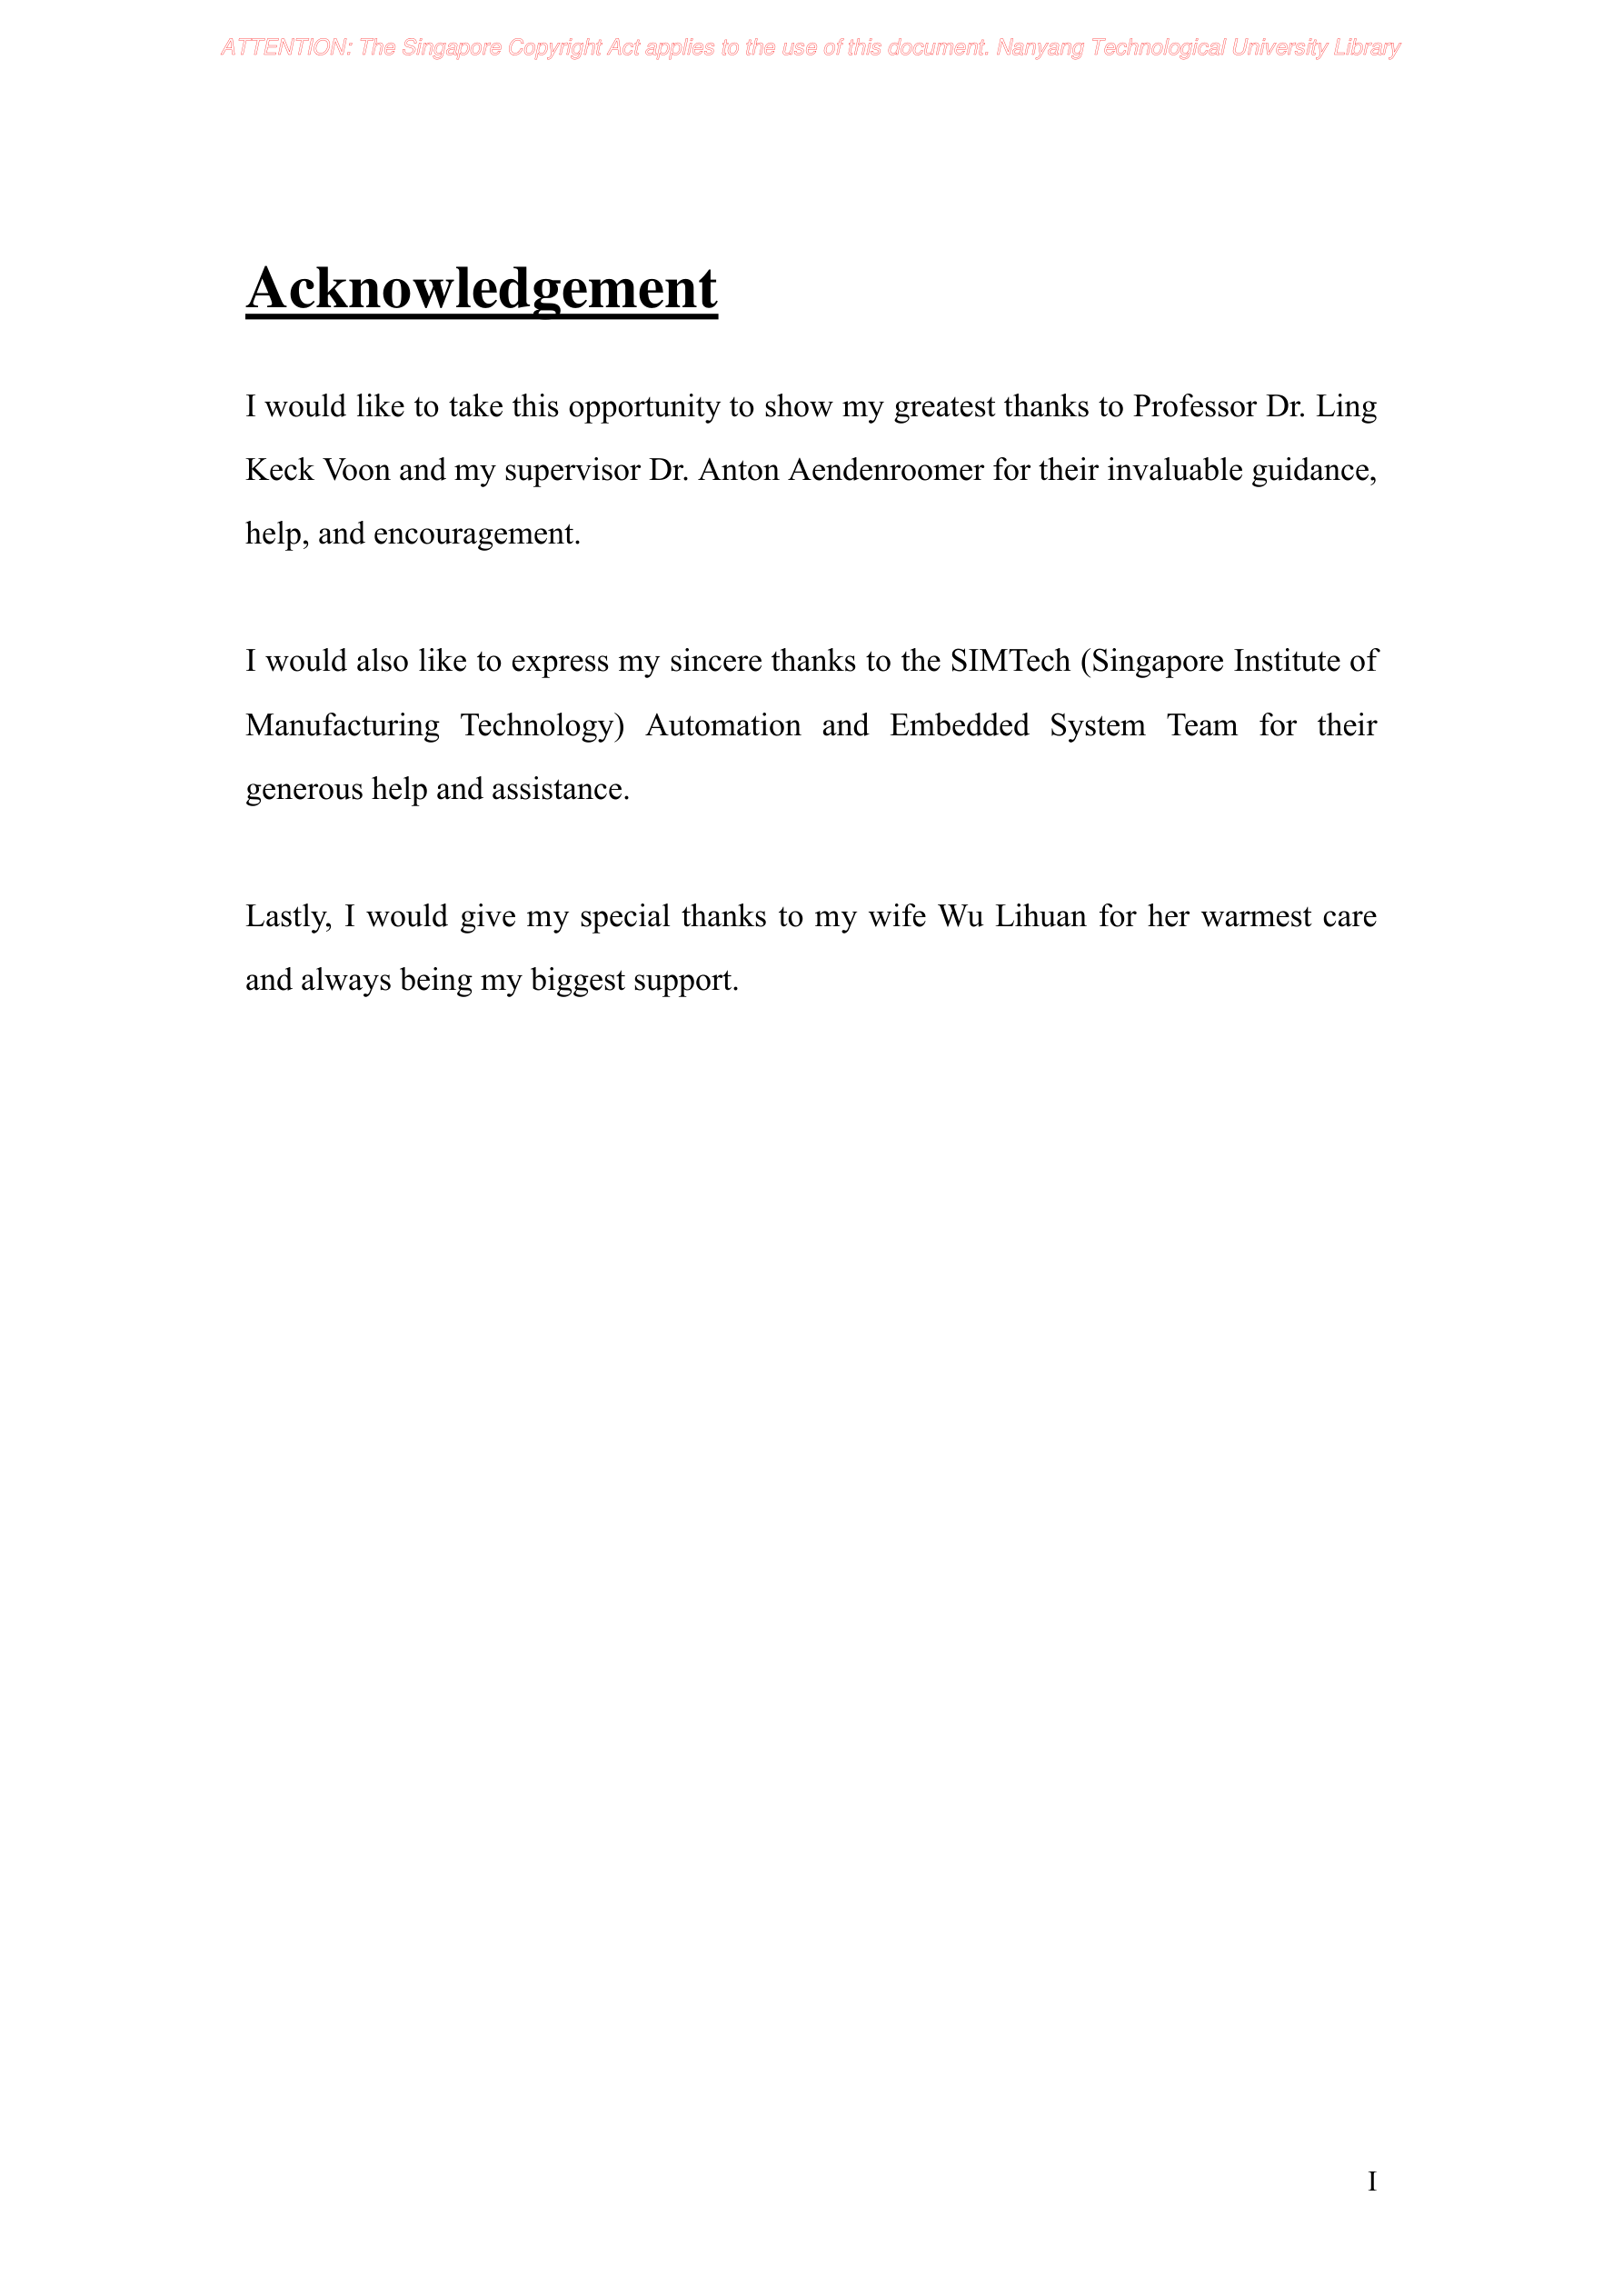 ATTENTION: The Singapore Copyright Act applies to the use of this document. Nanyang Technological University Library
Acknowledgement
I would like to take this opportunity to show my greatest thanks to Professor Dr. Ling
Keck Voon and my supervisor Dr. Anton Aendenroomer for their invaluable guidance,
help, and encouragement.
I would also like to express my sincere thanks to the SIMTech (Singapore Institute of
Manufacturing Technology) Automation and Embedded System Team for their
generous help and assistance.
Lastly, I would give my special thanks to my wife Wu Lihuan for her warmest care
and always being my biggest support.
I